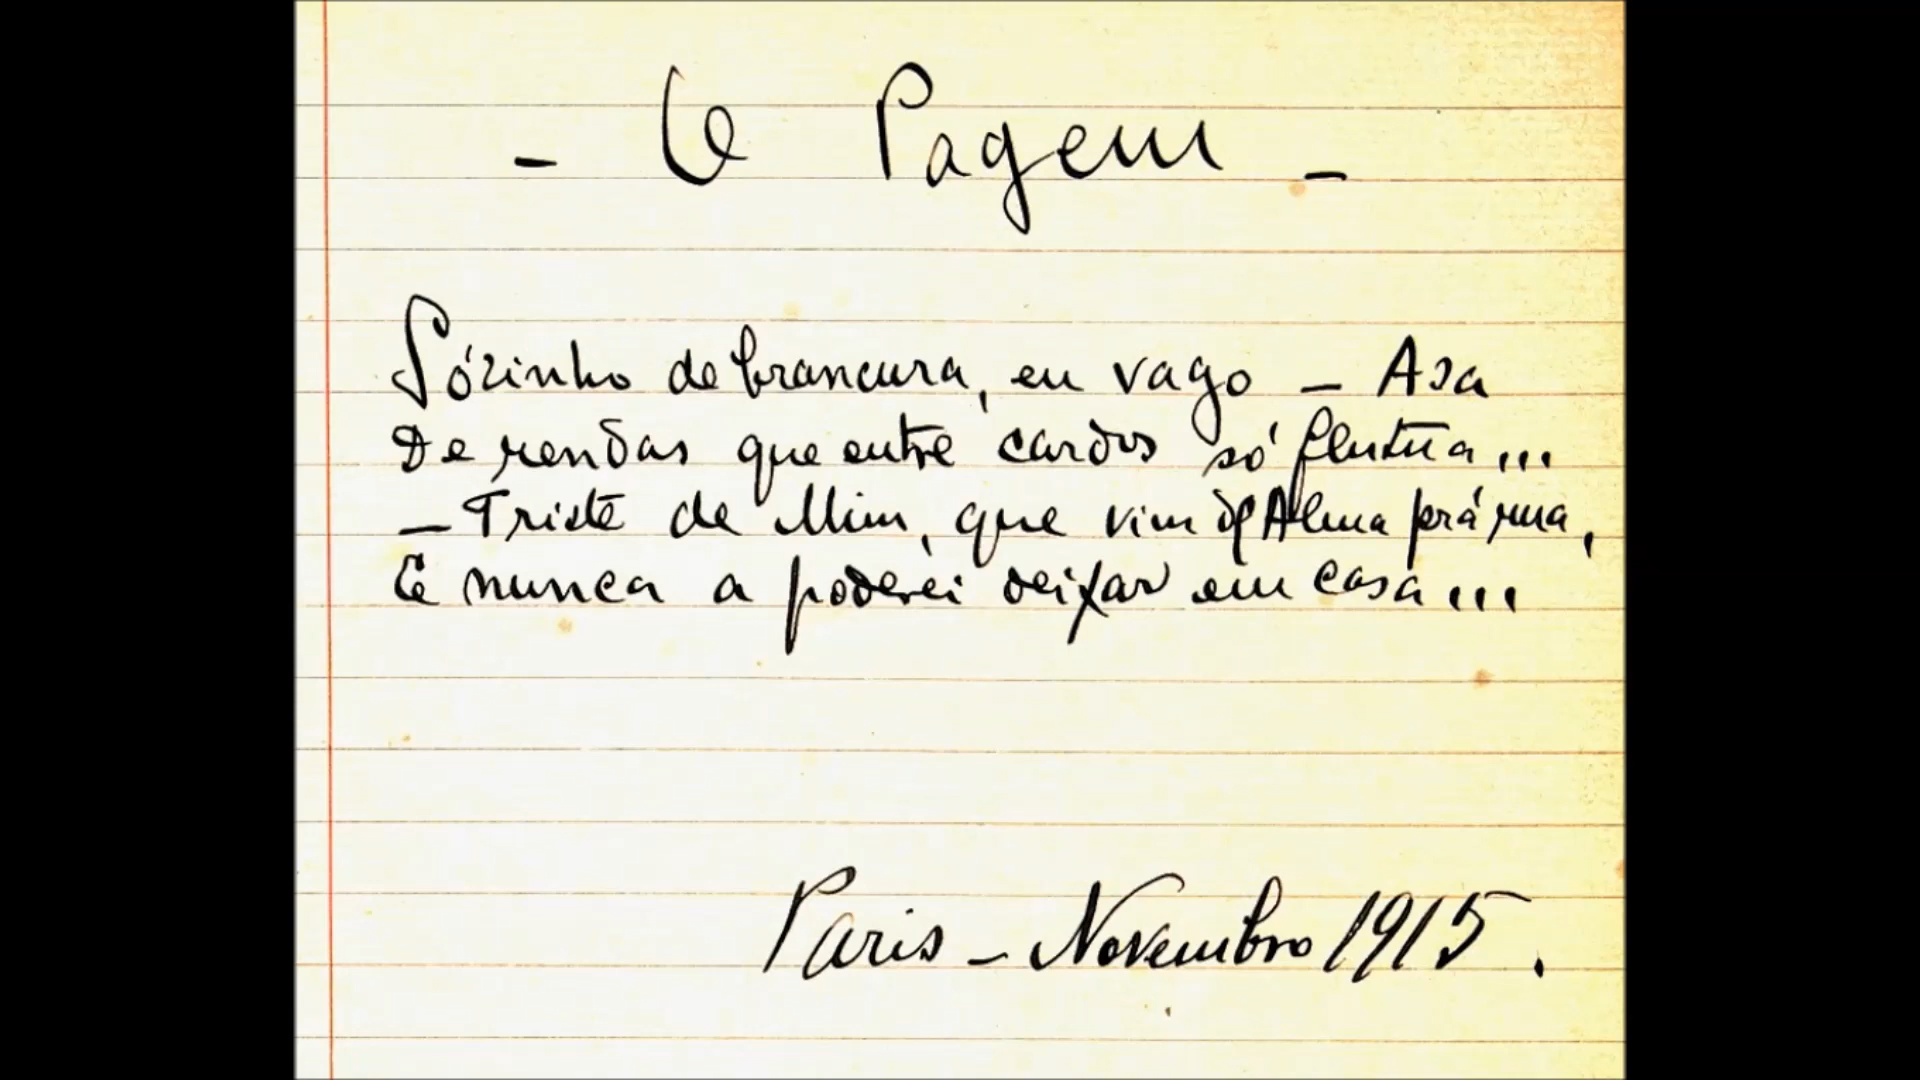 - O Pagem -
Sózinho de brancura, eu vago - Asa
De rendas que entre cardos só flutua...
- Triste de Mim, que vim d'Alma prá rua,
E nunca a poderei deixar em casa...
Paris - Novembro 1915.